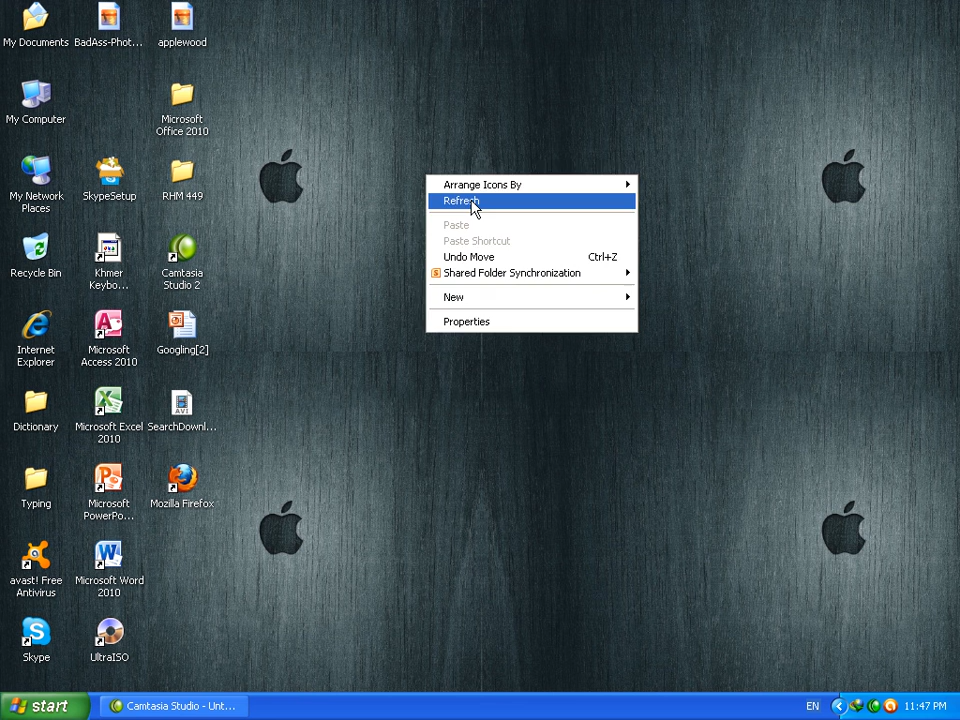 My Documents
BadAss-Phot...
applewood
My Computer
Microsoft
Office 2010
My Network
Places
SkypeSetup
RHM 449
Recycle Bin
Khmer
Keybo...
Camtasia
Studio 2
Internet
Explorer
Microsoft
Access 2010
Googling[2]
Dictionary
Microsoft Excel
2010
AVI
SearchDownl...
Typing
Microsoft
PowerPo...
Mozilla Firefox
avast! Free
Antivirus
Microsoft Word
2010
Skype
UltraISO
Arrange Icons By
Refresh
Paste
Paste Shortcut
Undo Move Ctrl+Z
Shared Folder Synchronization
New
Properties
start
Camtasia Studio - Unt...
EN
11:47 PM